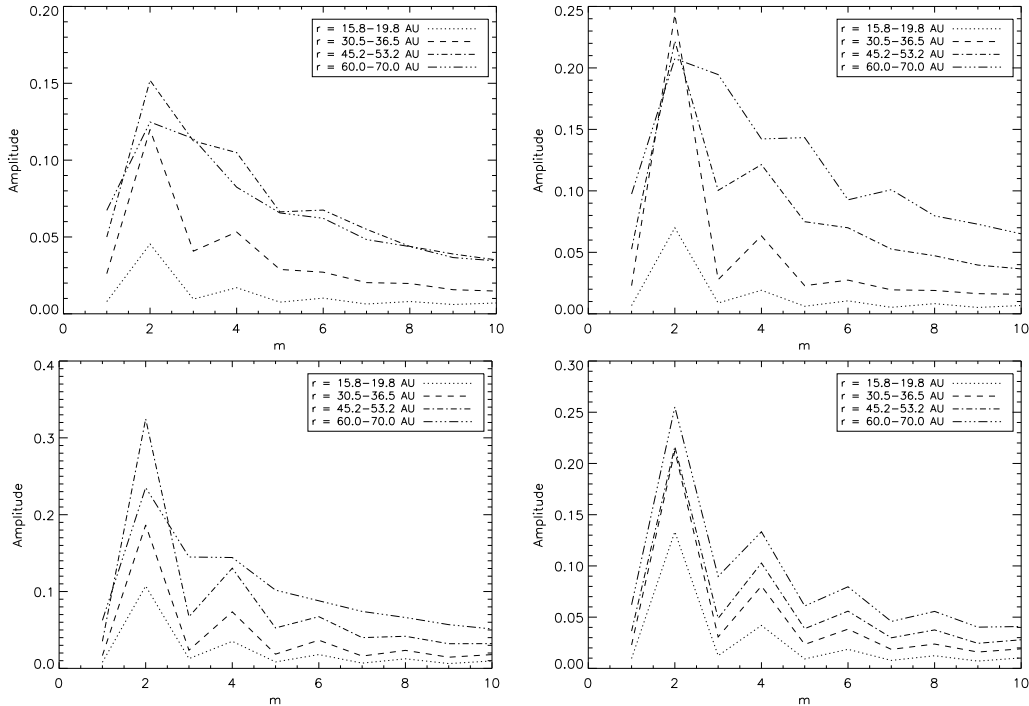 0.20
0.15
0.10
0.05
0.00
Amplitude
r = 15.8–19.8 AU
r = 30.5–36.5 AU
r = 45.2–53.2 AU
r = 60.0–70.0 AU
0 2 4 6 8 10
m
0.25
0.20
0.15
0.10
0.05
0.00
Amplitude
r = 15.8–19.8 AU
r = 30.5–36.5 AU
r = 45.2–53.2 AU
r = 60.0–70.0 AU
0 2 4 6 8 10
m
0.4
0.3
0.2
0.1
0.0
Amplitude
r = 15.8–19.8 AU
r = 30.5–36.5 AU
r = 45.2–53.2 AU
r = 60.0–70.0 AU
0 2 4 6 8 10
m
0.30
0.25
0.20
0.15
0.10
0.05
0.00
Amplitude
r = 15.8–19.8 AU
r = 30.5–36.5 AU
r = 45.2–53.2 AU
r = 60.0–70.0 AU
0 2 4 6 8 10
m